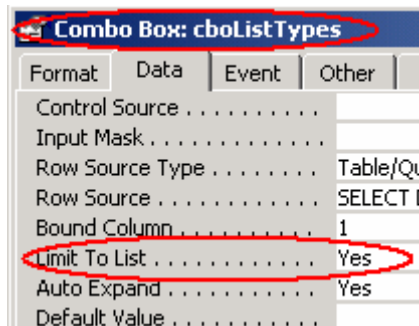 Combo Box: cboListTypes
Format Data Event Other
Control Source . . . . . . . . . . .
Input Mask . . . . . . . . . . . . . .
Row Source Type . . . . . . . . Table/Qu
Row Source . . . . . . . . . . . . . SELECT
Bound Column . . . . . . . . . . 1
Limit To List . . . . . . . . . . . . . Yes
Auto Expand . . . . . . . . . . . . Yes
Default Value . . . . . . . . . . .